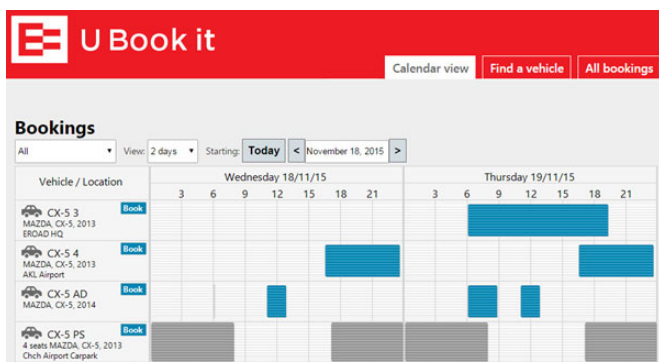 U Book it
Calendar view Find a vehicle All bookings
Bookings
All View: 2 days Starting: Today < November 18, 2015 >
Vehicle / Location Wednesday 18/11/15 Thursday 19/11/15
3 6 9 12 15 18 21 3 6 9 12 15 18 21
CX-5 3 Book
MAZDA, CX-5, 2013
EROAD HQ
CX-5 4 Book
MAZDA, CX-5, 2013
AKL Airport
CX-5 AD Book
MAZDA, CX-5, 2014
CX-5 PS Book
4 seats MAZDA, CX-5, 2013
Chch Airport Carpark